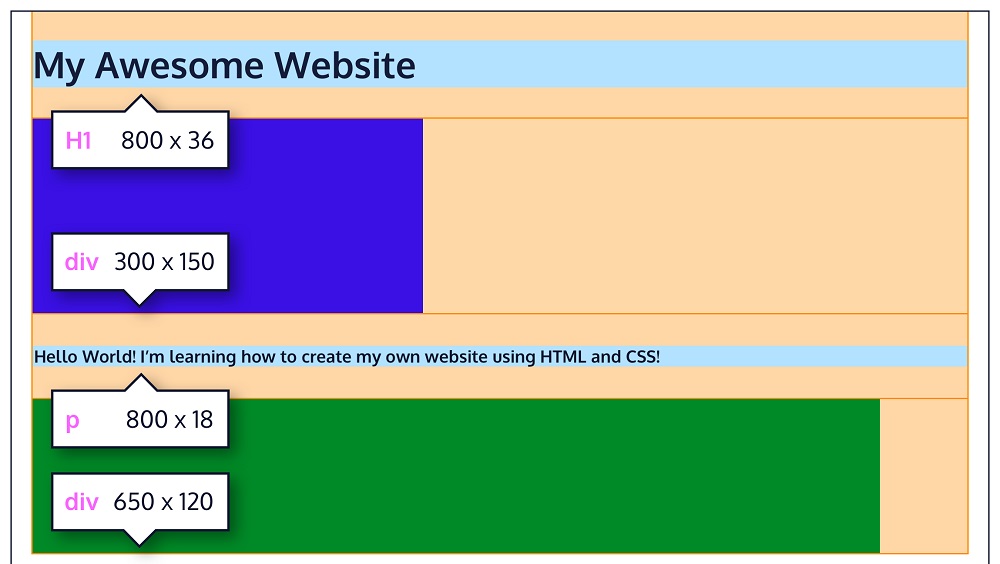 My Awesome Website
H1 800 x 36
div 300 x 150
Hello World! I’m learning how to create my own website using HTML and CSS!
p 800 x 18
div 650 x 120